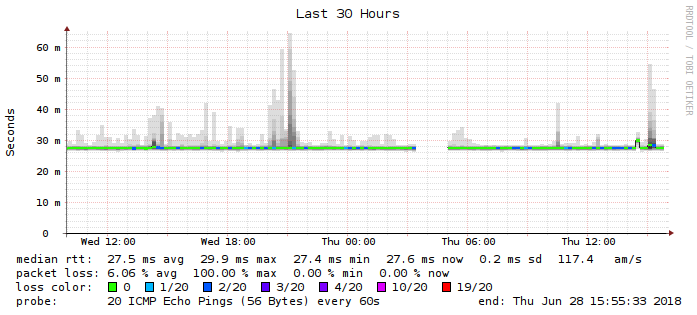 Last 30 Hours
RRDTOOL / TOBI OETIKER
Seconds
60 m
50 m
40 m
30 m
20 m
10 m
0
Wed 12:00 Wed 18:00 Thu 00:00 Thu 06:00 Thu 12:00
median rtt: 27.5 ms avg 29.9 ms max 27.4 ms min 27.6 ms now 0.2 ms sd 117.4 am/s
packet loss: 6.06 % avg 100.00 % max 0.00 % min 0.00 % now
loss color: 0 1/20 2/20 3/20 4/20 10/20 19/20
probe: 20 ICMP Echo Pings (56 Bytes) every 60s end: Thu Jun 28 15:55:33 2018